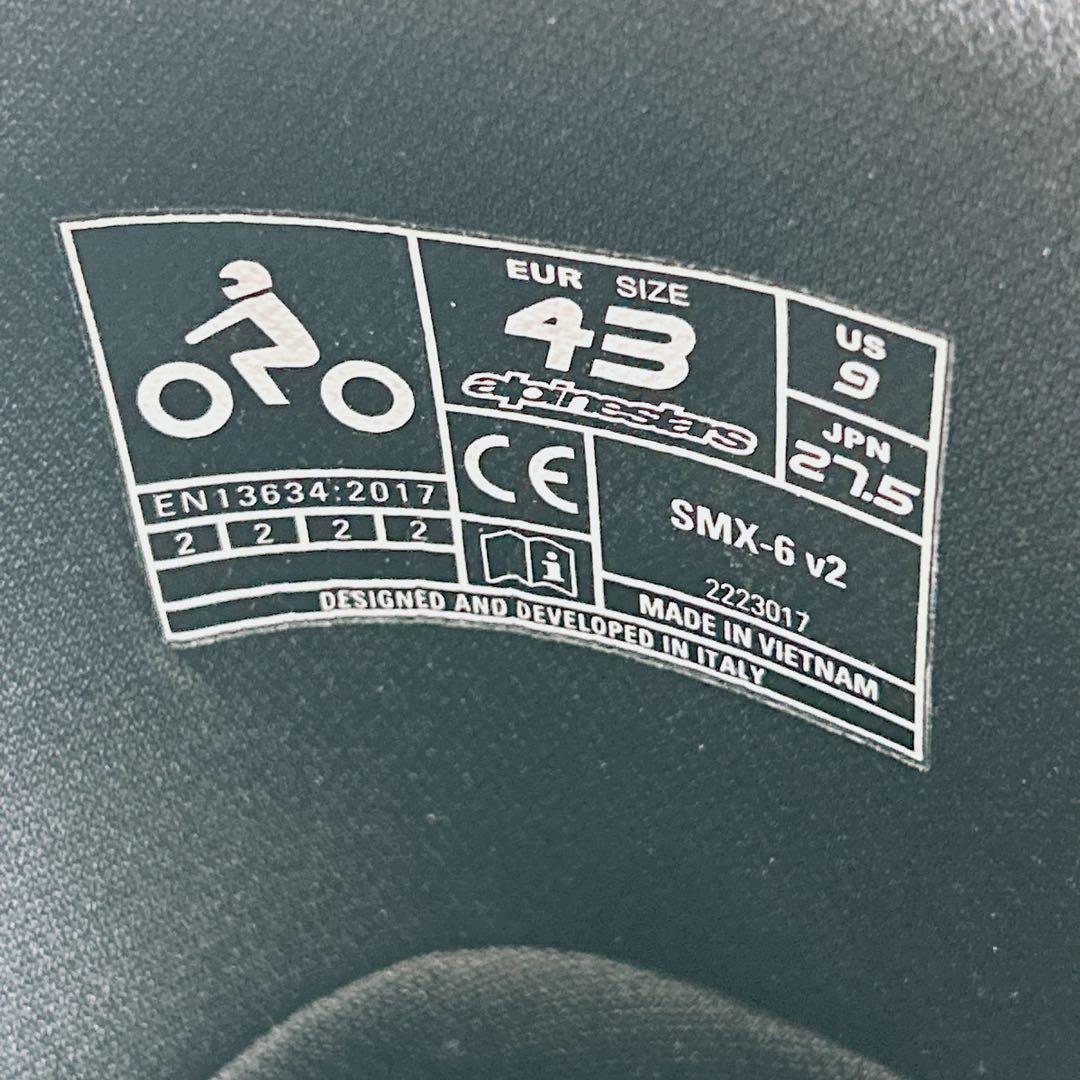 EUR SIZE
43
alpinestars
US
9
JPN
27.5
EN13634:2017
2 2 2 2
CE
i
SMX-6 v2
2223017
MADE IN VIETNAM
DESIGNED AND DEVELOPED IN ITALY